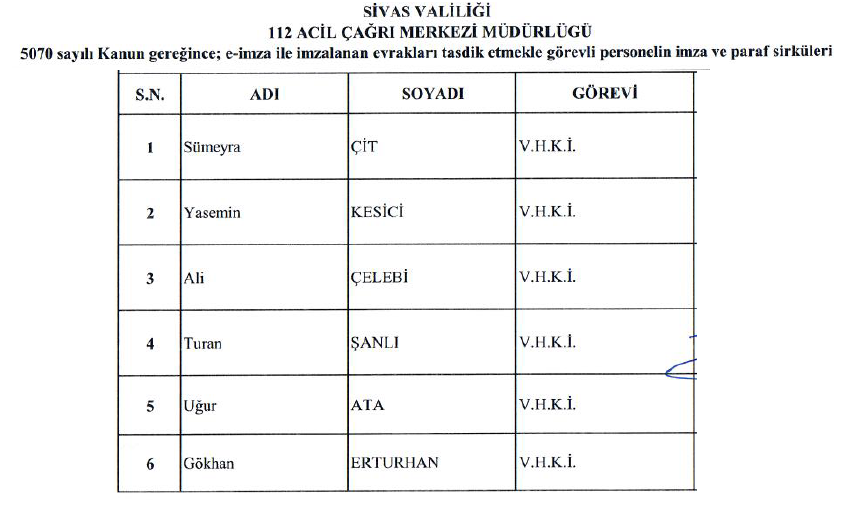 SİVAS VALİLİĞİ
112 ACİL ÇAĞRI MERKEZİ MÜDÜRLÜĞÜ
5070 sayılı Kanun gereğince; e-imza ile imzalanan evrakları tasdik etmekle görevli personelin imza ve paraf sirküleri
S.N. ADI SOYADI GÖREVİ
1 Sümeyra ÇİT V.H.K.İ.
2 Yasemin KESİCİ V.H.K.İ.
3 Ali ÇELEBİ V.H.K.İ.
4 Turan ŞANLI V.H.K.İ.
5 Uğur ATA V.H.K.İ.
6 Gökhan ERTURHAN V.H.K.İ.